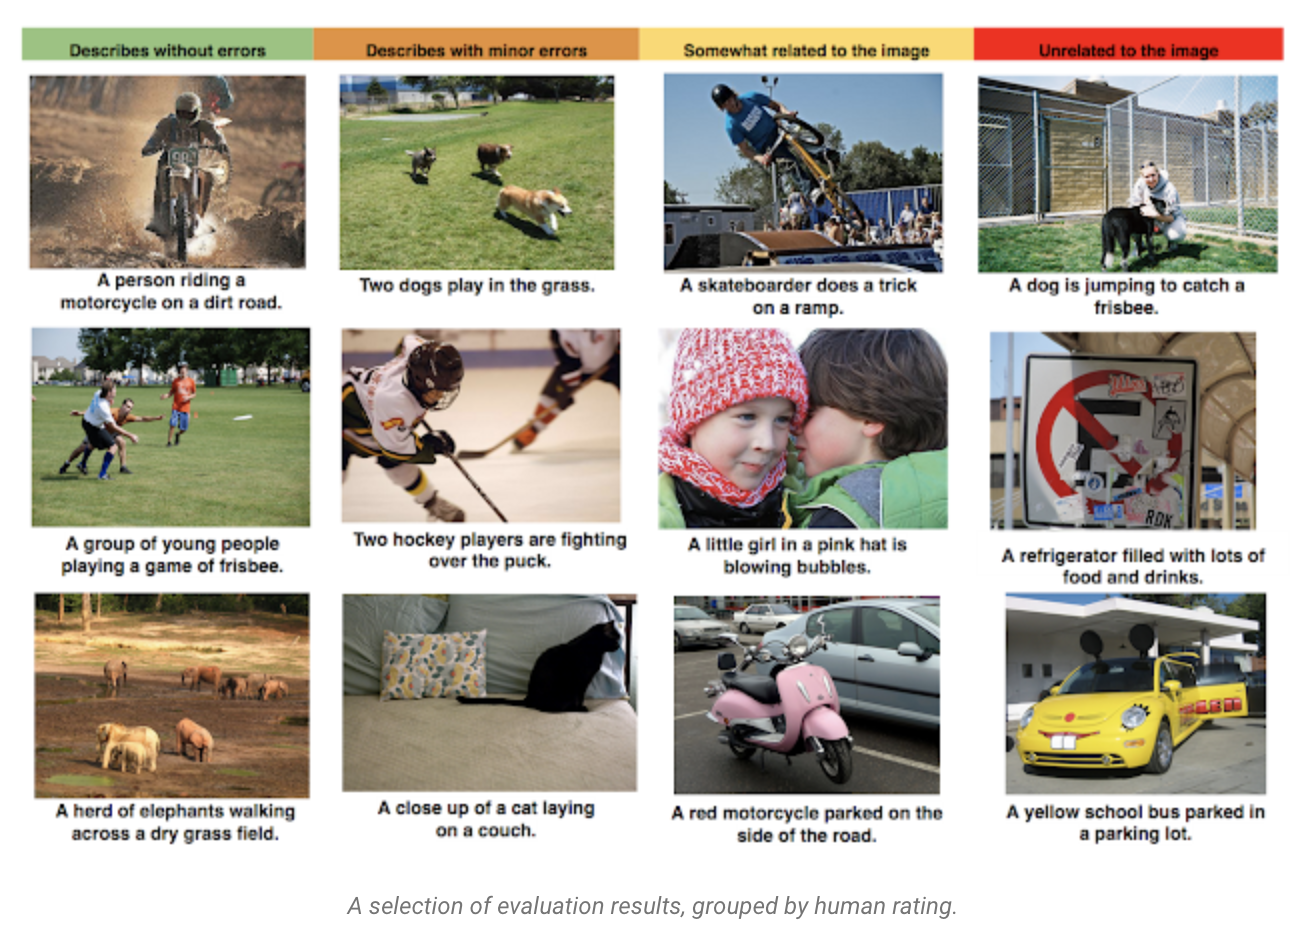 Describes without errors
Describes with minor errors
Somewhat related to the image
Unrelated to the image
A person riding a
motorcycle on a dirt road.
Two dogs play in the grass.
A skateboarder does a trick
on a ramp.
A dog is jumping to catch a
frisbee.
A group of young people
playing a game of frisbee.
Two hockey players are fighting
over the puck.
A little girl in a pink hat is
blowing bubbles.
RDK
A refrigerator filled with lots of
food and drinks.
A herd of elephants walking
across a dry grass field.
A close up of a cat laying
on a couch.
A red motorcycle parked on the
side of the road.
A yellow school bus parked in
a parking lot.
A selection of evaluation results, grouped by human rating.